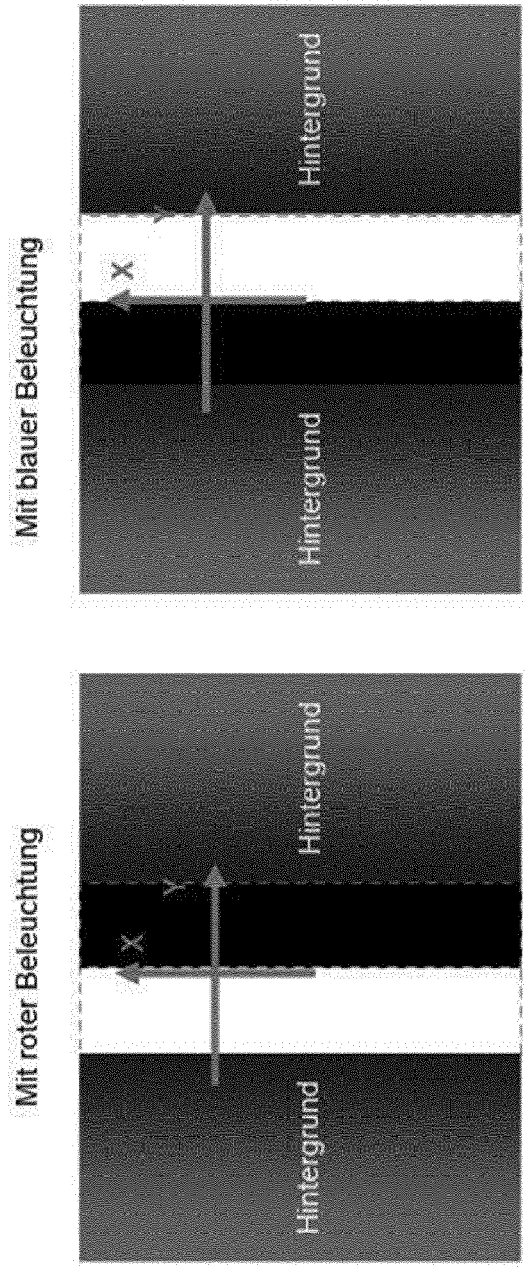 Mit roter Beleuchtung
X
Y
Hintergrund
Hintergrund
Mit blauer Beleuchtung
X
Y
Hintergrund
Hintergrund